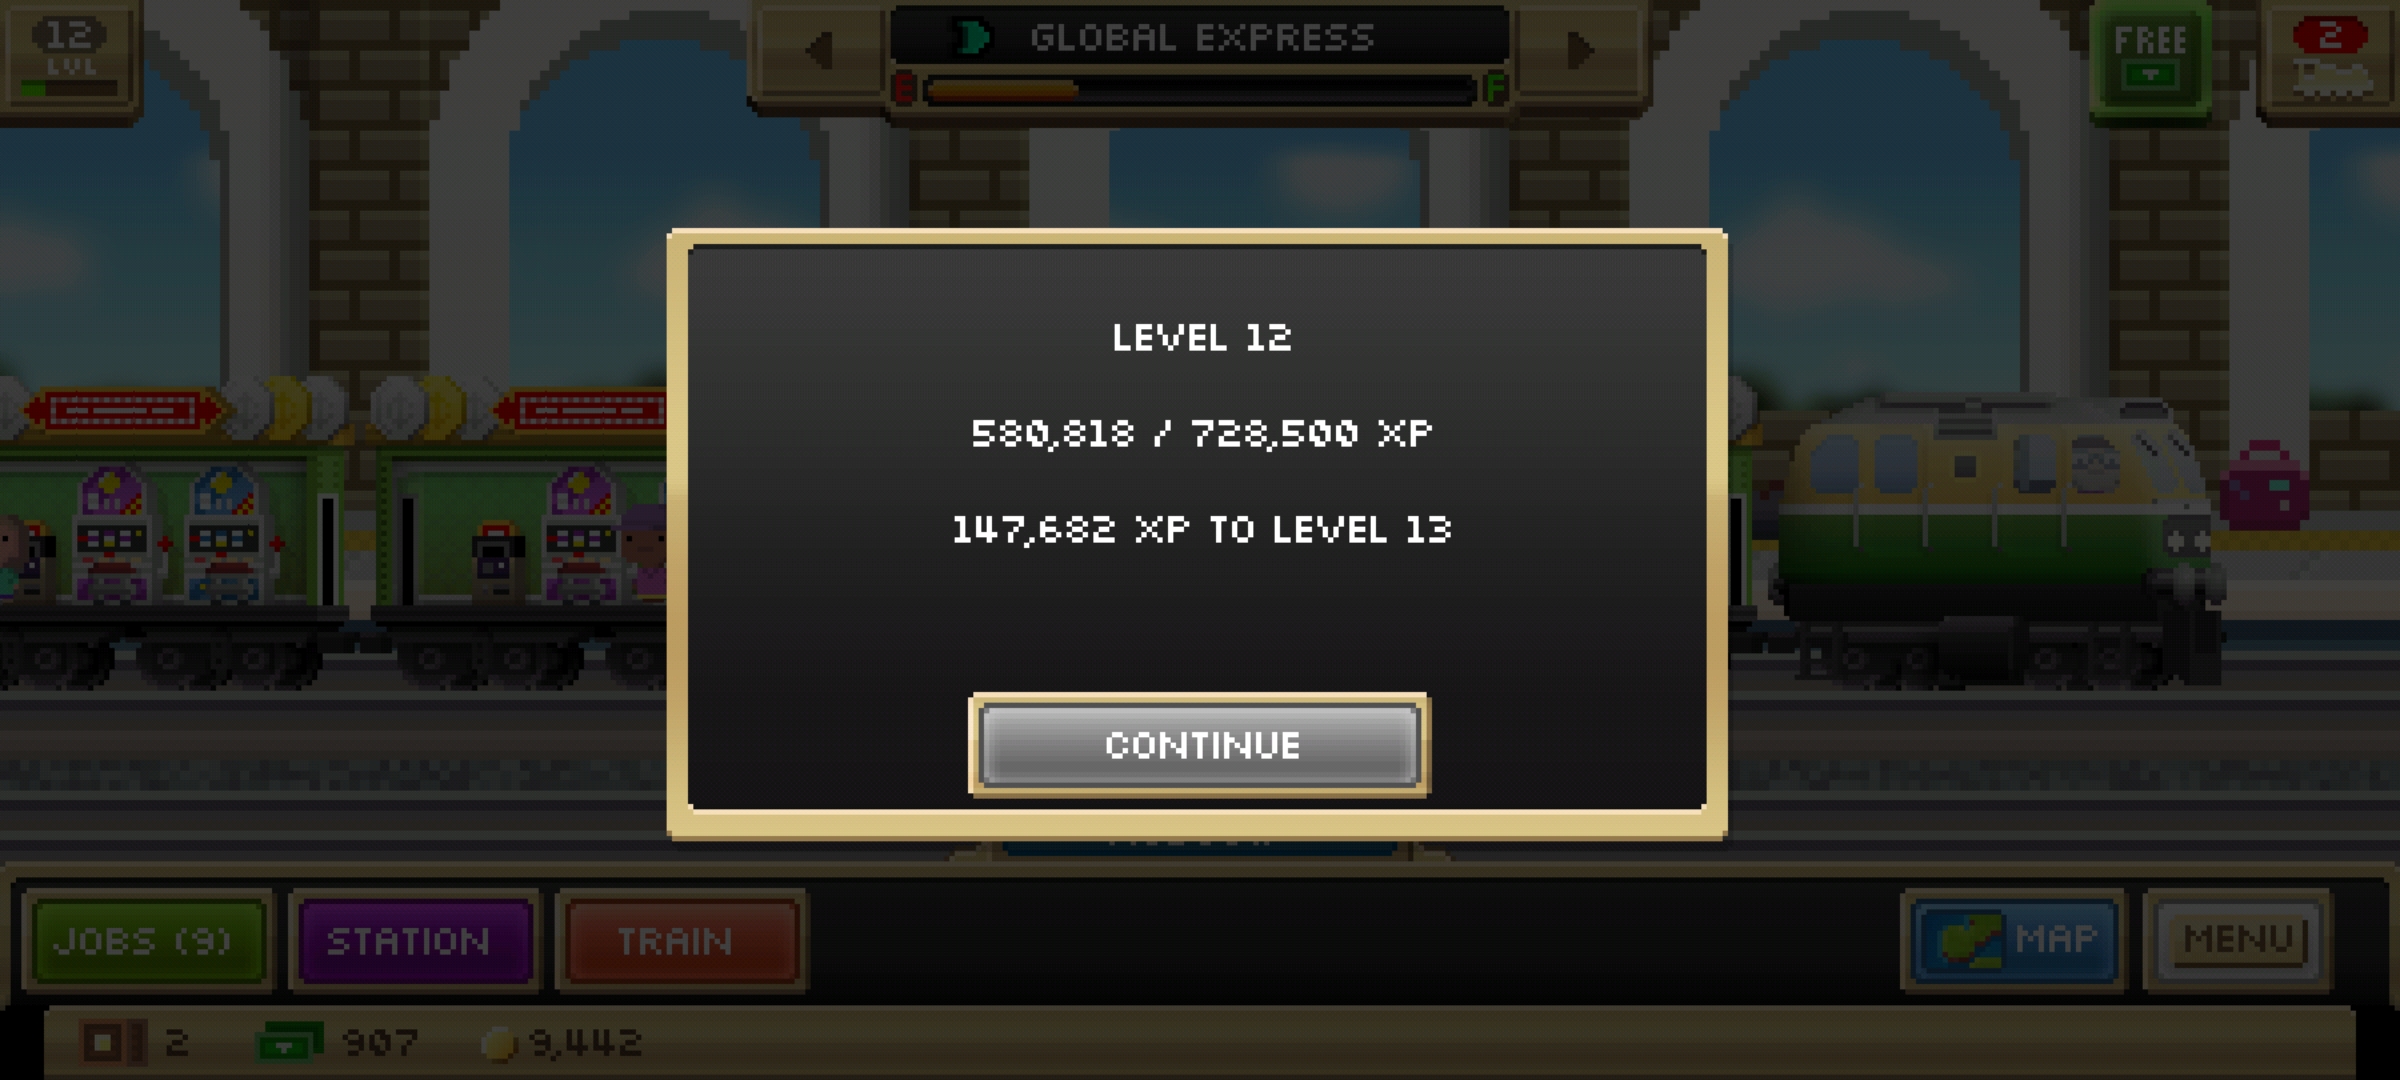 12
LVL
GLOBAL EXPRESS
E F
FREE
2
LEVEL 12
580,818 / 728,500 XP
147,682 XP TO LEVEL 13
CONTINUE
JOBS (9)
STATION
TRAIN
MAP
MENU
2
907
9,442